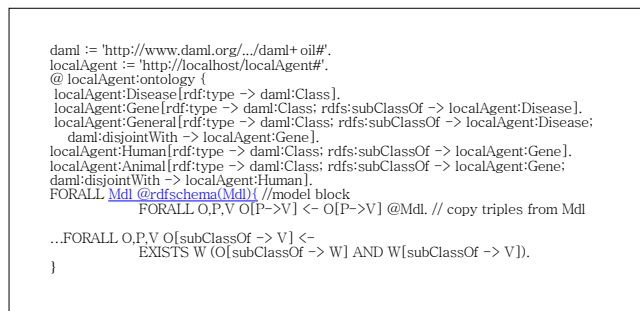 daml := 'http://www.daml.org/.../daml+oil#'.
localAgent := 'http://localhost/localAgent#'.
@ localAgent:ontology {
localAgent:Disease[rdf:type -> daml:Class].
localAgent:Gene[rdf:type -> daml:Class; rdfs:subClassOf -> localAgent:Disease].
localAgent:General[rdf:type -> daml:Class; rdfs:subClassOf -> localAgent:Disease;
daml:disjointWith -> localAgent:Gene].
localAgent:Human[rdf:type -> daml:Class; rdfs:subClassOf -> localAgent:Gene].
localAgent:Animal[rdf:type -> daml:Class; rdfs:subClassOf -> localAgent:Gene;
daml:disjointWith -> localAgent:Human].
FORALL Mdl @rdfschema(Mdl){ //model block
FORALL O,P,V O[P->V] <- O[P->V] @Mdl. // copy triples from Mdl
...FORALL O,P,V O[subClassOf -> V] <-
EXISTS W (O[subClassOf -> W] AND W[subClassOf -> V]).
}